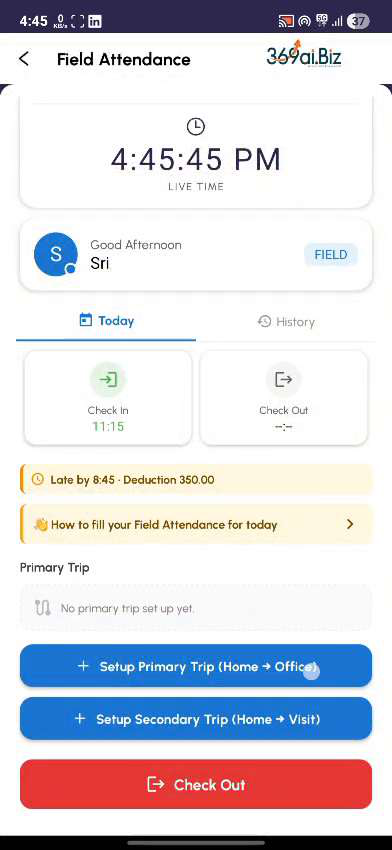 4:45
0
KB/s
5G
37
Field Attendance
369ai.Biz
4:45:45 PM
LIVE TIME
S
Good Afternoon
Sri
FIELD
Today
History
Check In
11:15
Check Out
--:--
Late by 8:45 · Deduction 350.00
👋 How to fill your Field Attendance for today
Primary Trip
No primary trip set up yet.
+ Setup Primary Trip (Home → Office)
+ Setup Secondary Trip (Home → Visit)
Check Out